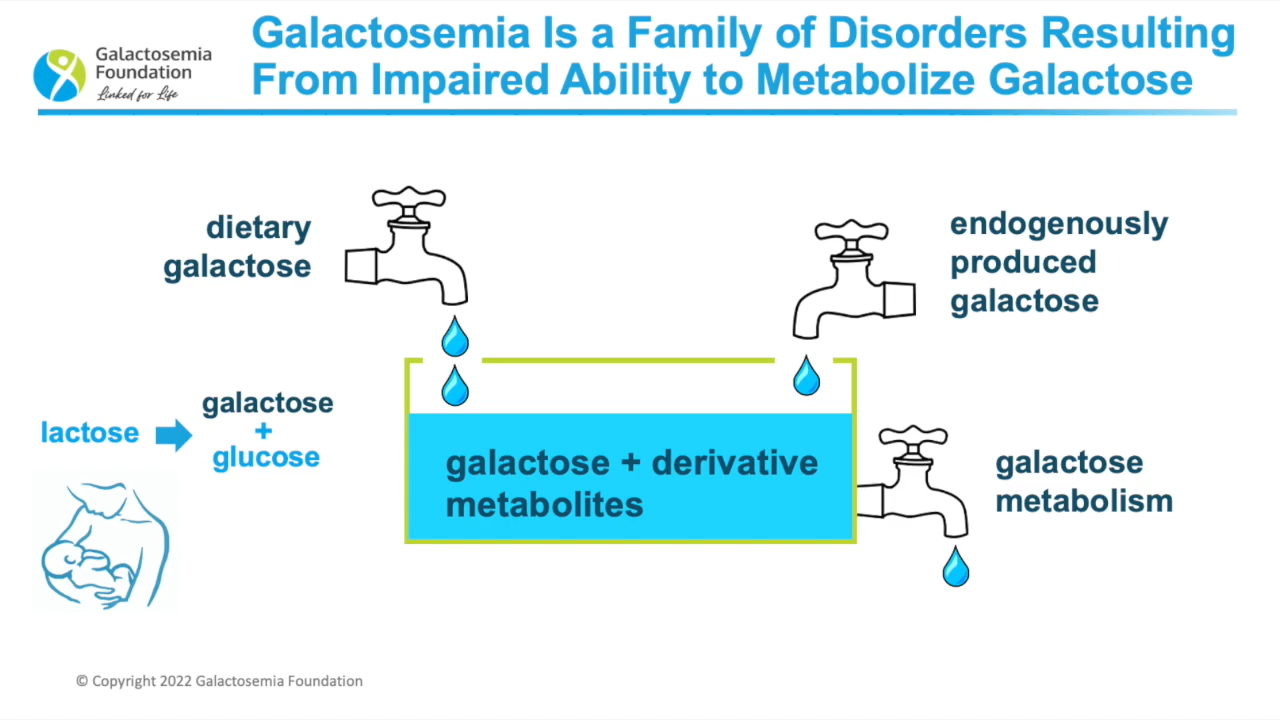 Galactosemia
Foundation
Linked for Life
Galactosemia Is a Family of Disorders Resulting
From Impaired Ability to Metabolize Galactose
dietary
galactose
endogenously
produced
galactose
lactose
galactose
+
glucose
galactose + derivative
metabolites
galactose
metabolism
© Copyright 2022 Galactosemia Foundation